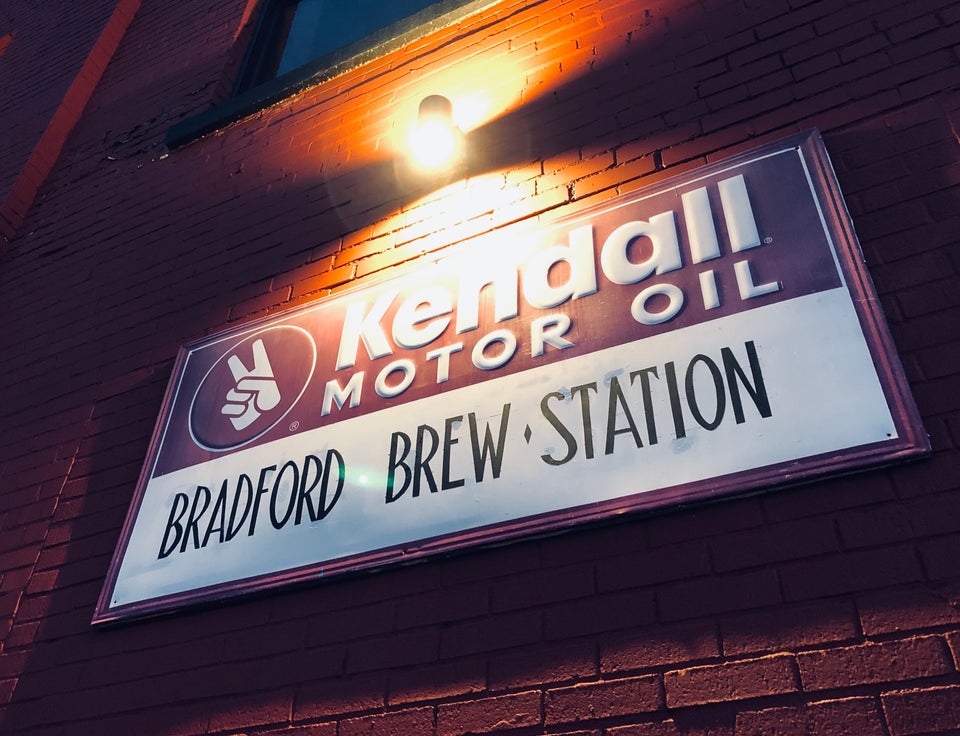 Kendall®
MOTOR OIL
®
BRADFORD BREW·STATION